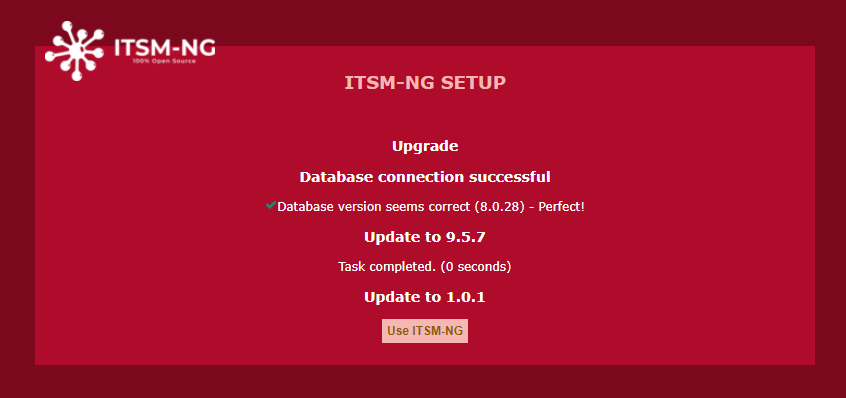 ITSM-NG
100% Open Source
ITSM-NG SETUP
Upgrade
Database connection successful
Database version seems correct (8.0.28) - Perfect!
Update to 9.5.7
Task completed. (0 seconds)
Update to 1.0.1
Use ITSM-NG